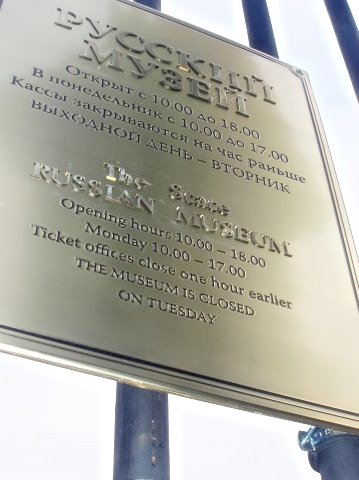 РУССКИЙ
МУЗЕЙ
Открыт с 10.00 до 18.00
В понедельник с 10.00 до 17.00
Кассы закрываются на час раньше
ВЫХОДНОЙ ДЕНЬ – ВТОРНИК
The State
RUSSIAN MUSEUM
Opening hours 10.00 – 18.00
Monday 10.00 – 17.00
Ticket offices close one hour earlier
THE MUSEUM IS CLOSED
ON TUESDAY